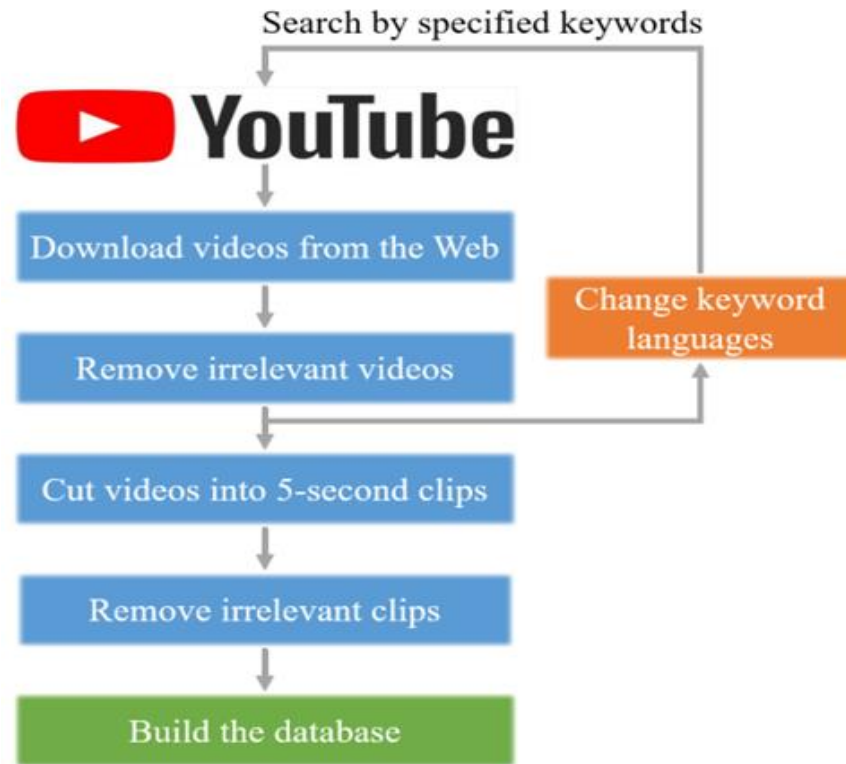 Search by specified keywords
YouTube
Download videos from the Web
Remove irrelevant videos
Change keyword
languages
Cut videos into 5-second clips
Remove irrelevant clips
Build the database